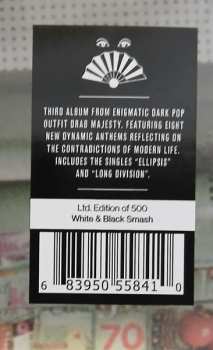 THIRD ALBUM FROM ENIGMATIC DARK POP
OUTFIT DRAB MAJESTY. FEATURING EIGHT
NEW DYNAMIC ANTHEMS REFLECTING ON
THE CONTRADICTIONS OF MODERN LIFE.
INCLUDES THE SINGLES "ELLIPSIS"
AND "LONG DIVISION".
Ltd. Edition of 500
White & Black Smash
6 83950 55841 0
70